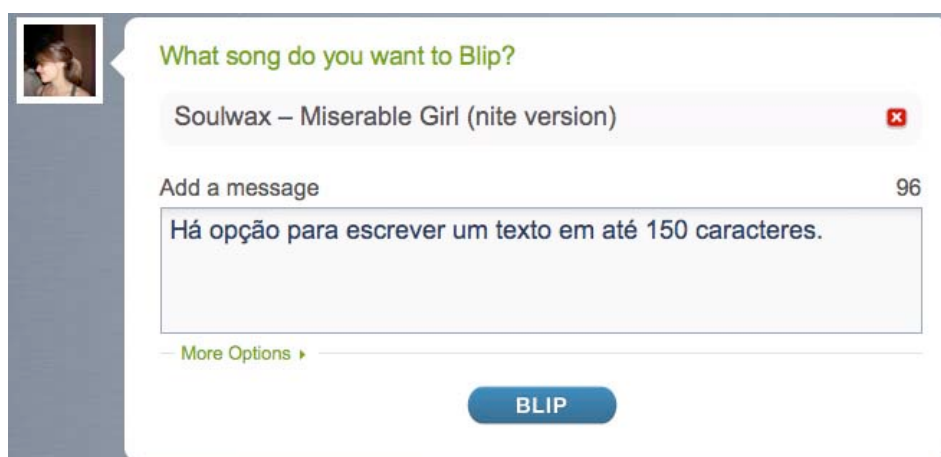 What song do you want to Blip?
Soulwax – Miserable Girl (nite version)
Add a message 96
Há opção para escrever um texto em até 150 caracteres.
More Options
BLIP